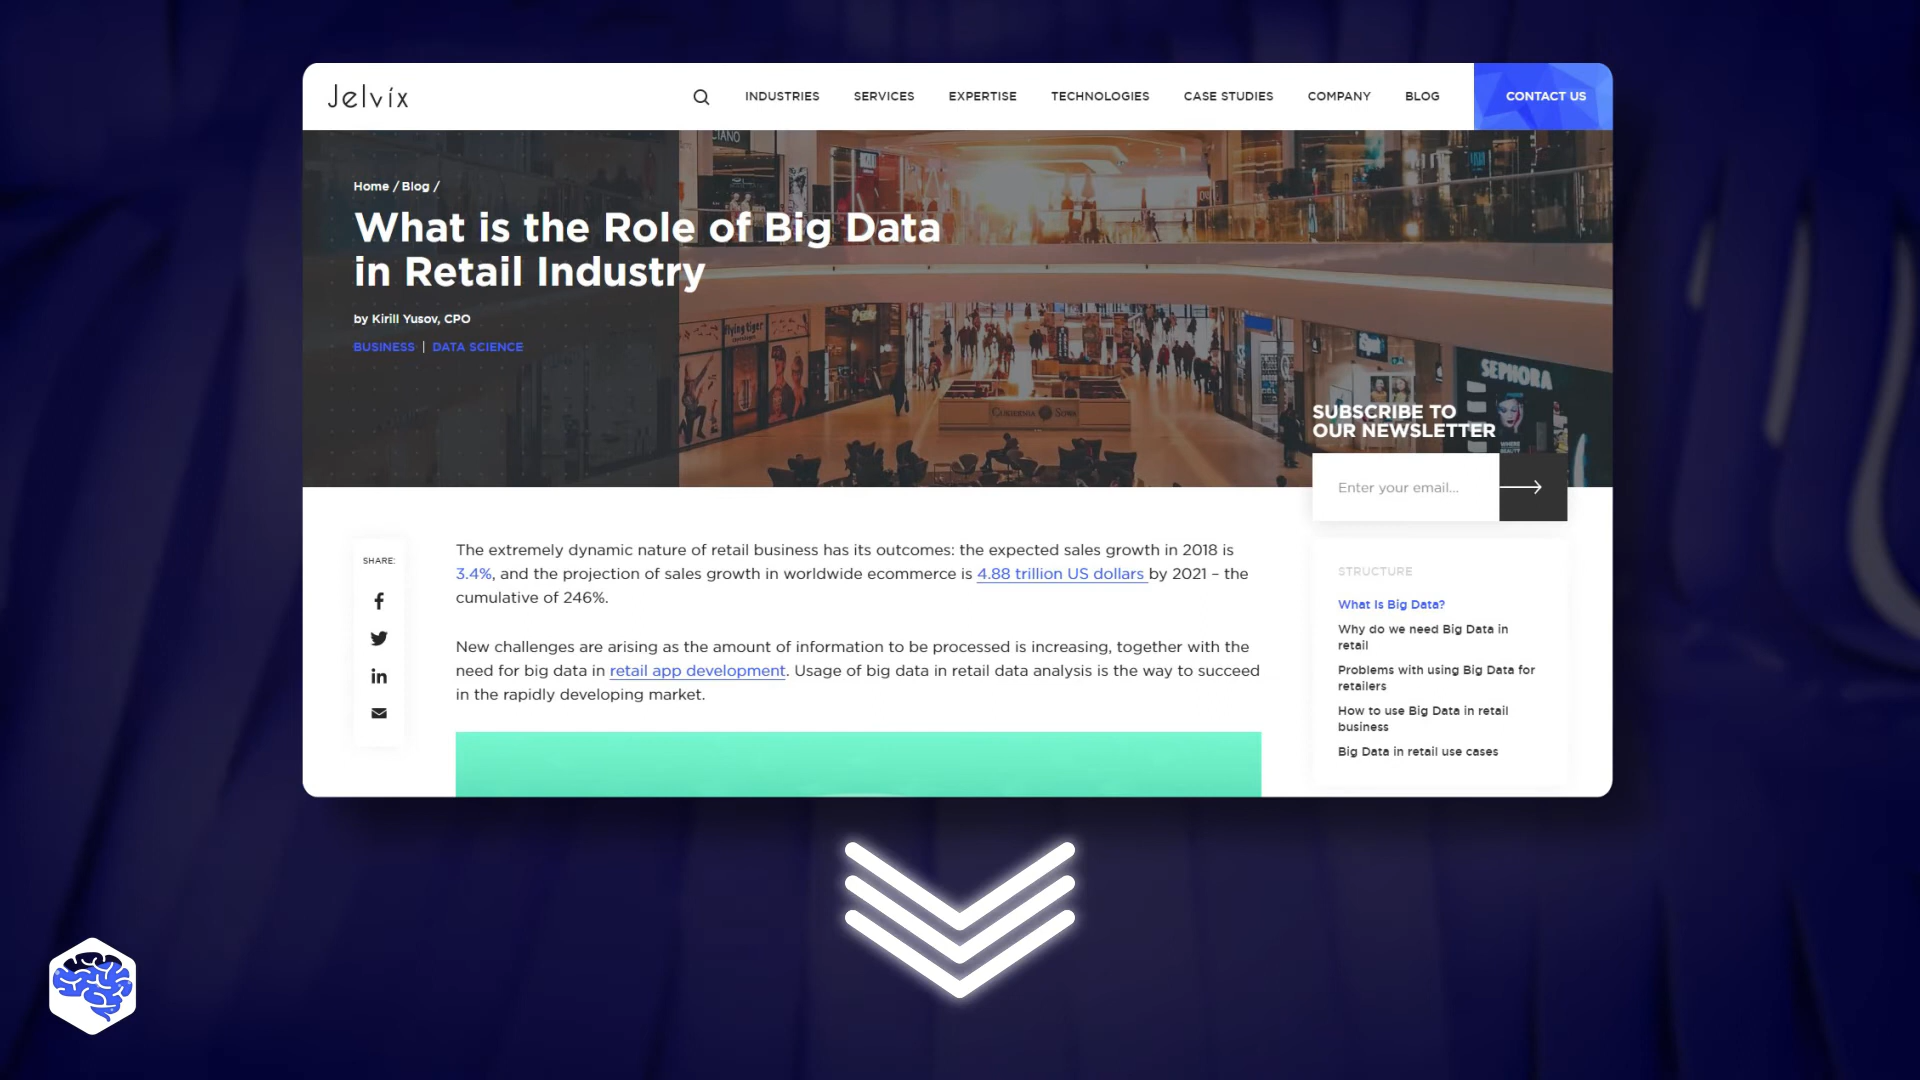 Jelvix
INDUSTRIES SERVICES EXPERTISE TECHNOLOGIES CASE STUDIES COMPANY BLOG CONTACT US
Home / Blog /
What is the Role of Big Data
in Retail Industry
by Kirill Yusov, CPO
BUSINESS | DATA SCIENCE
flying tiger
SEPHORA
SUBSCRIBE TO
OUR NEWSLETTER
Enter your email...
SHARE:
The extremely dynamic nature of retail business has its outcomes: the expected sales growth in 2018 is
3.4%, and the projection of sales growth in worldwide ecommerce is 4.88 trillion US dollars by 2021 – the
cumulative of 246%.
New challenges are arising as the amount of information to be processed is increasing, together with the
need for big data in retail app development. Usage of big data in retail data analysis is the way to succeed
in the rapidly developing market.
STRUCTURE
What Is Big Data?
Why do we need Big Data in
retail
Problems with using Big Data for
retailers
How to use Big Data in retail
business
Big Data in retail use cases